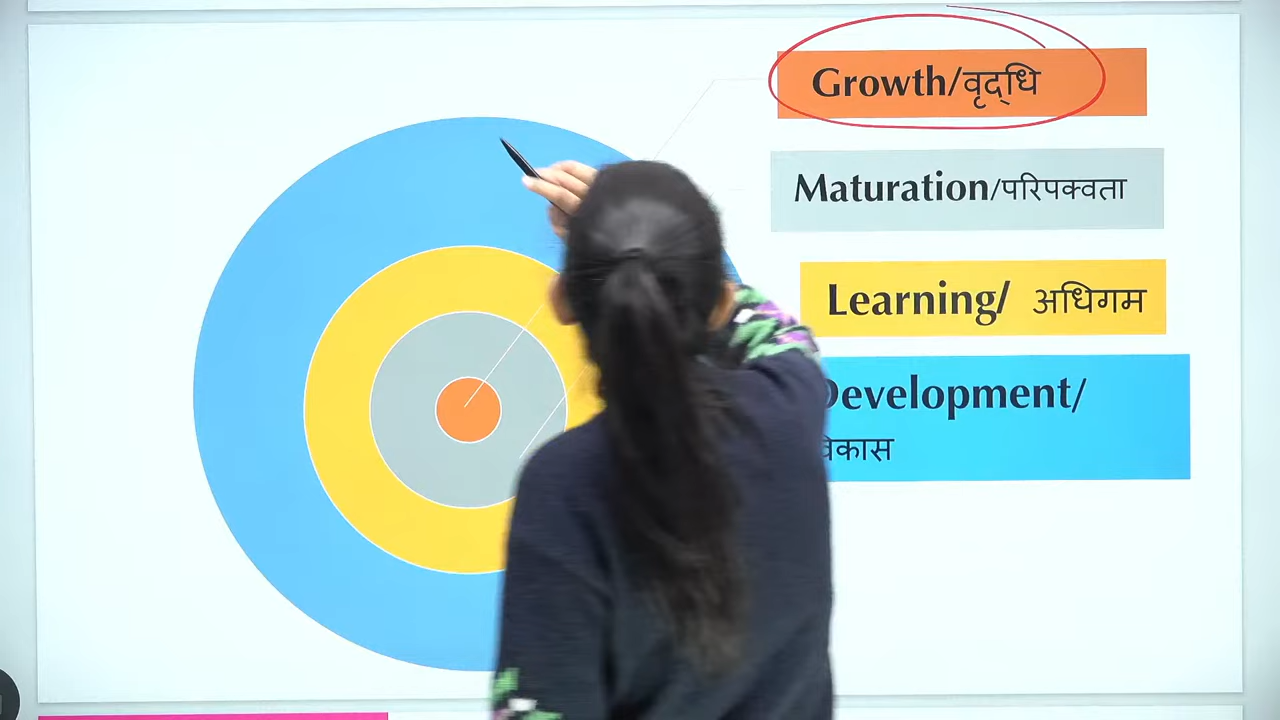 Growth/वृद्धि
Maturation/परिपक्वता
Learning/ अधिगम
Development/
विकास